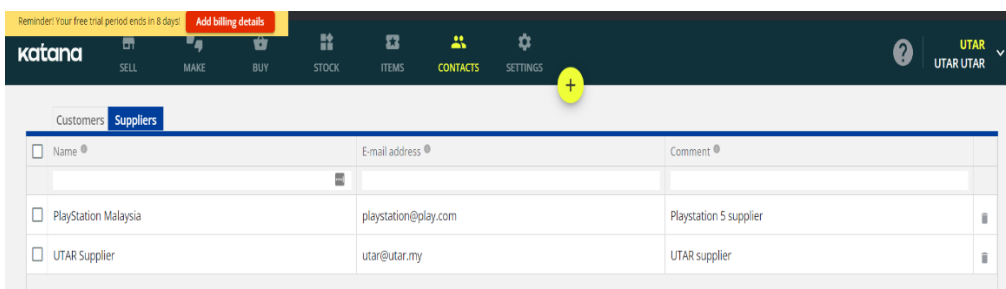 Reminder! Your free trial period ends in 8 days! Add billing details
katana SELL MAKE BUY STOCK ITEMS CONTACTS SETTINGS + ? UTAR
UTAR UTAR
Customers Suppliers
Name E-mail address Comment
PlayStation Malaysia playstation@play.com Playstation 5 supplier
UTAR Supplier utar@utar.my UTAR supplier